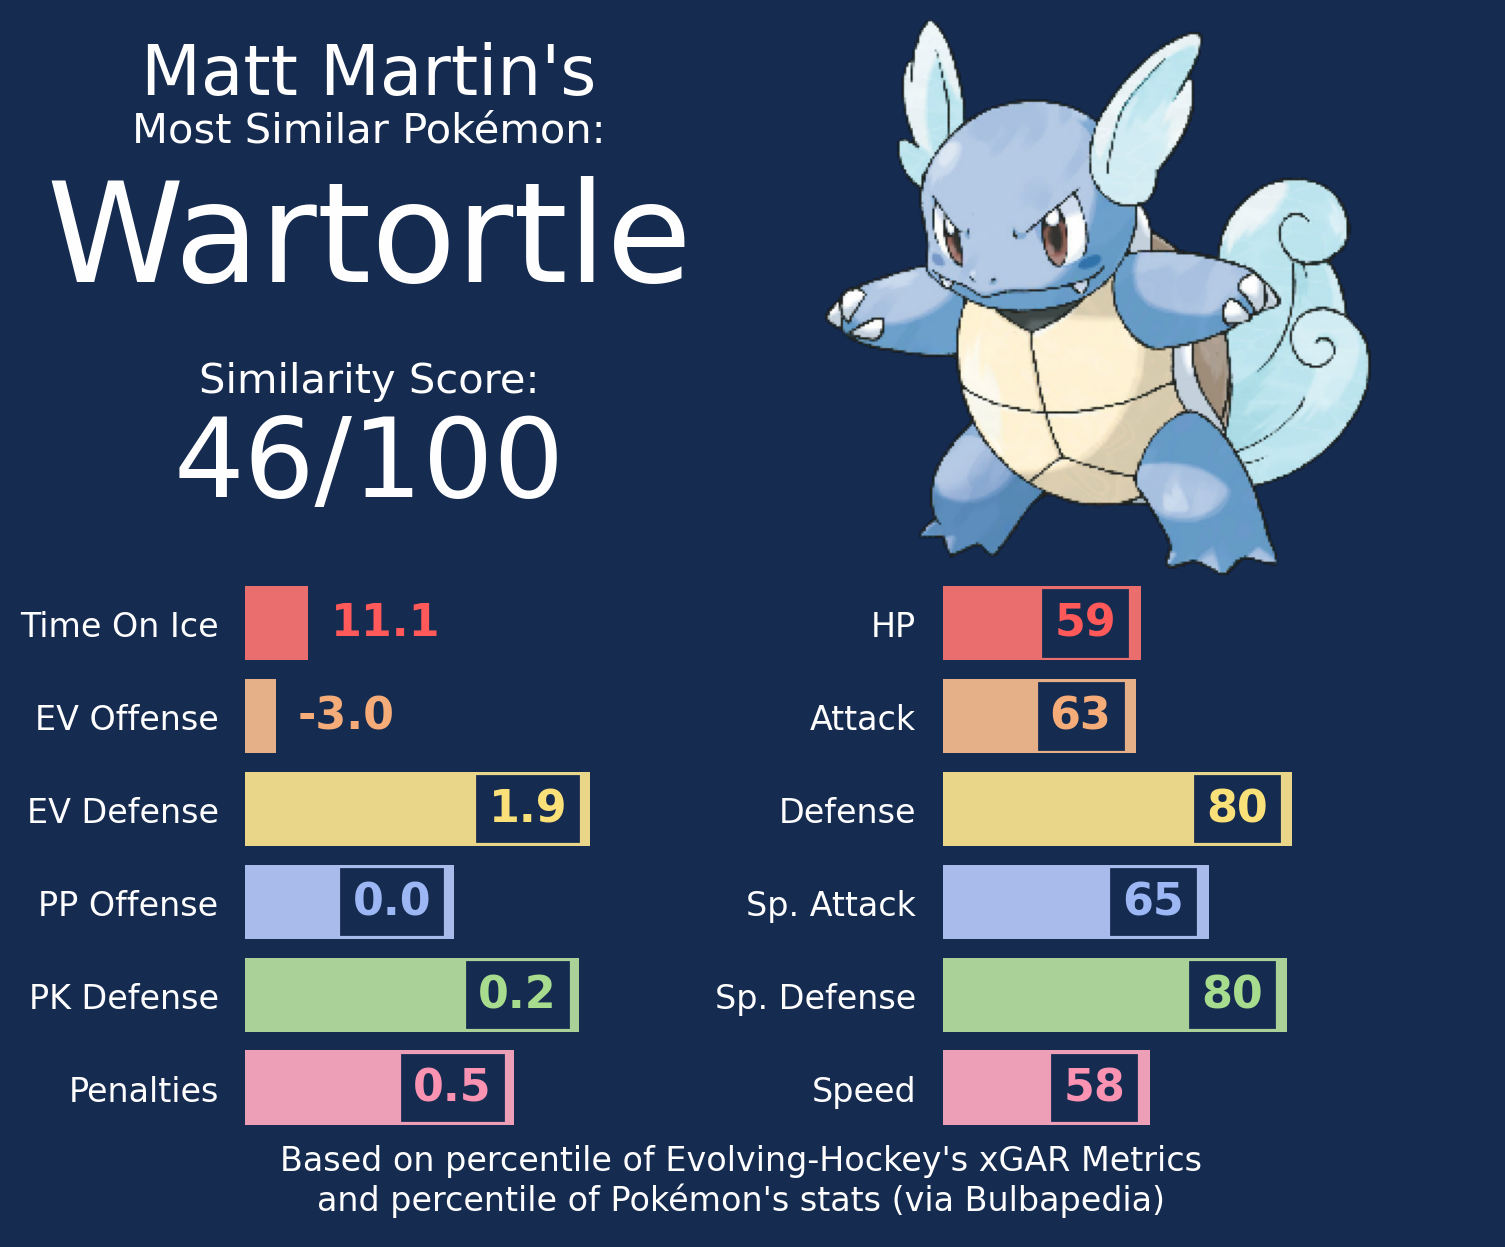 Matt Martin's
Most Similar Pokémon:
Wartortle
Similarity Score:
46/100
Time On Ice 11.1
EV Offense -3.0
EV Defense 1.9
PP Offense 0.0
PK Defense 0.2
Penalties 0.5
HP 59
Attack 63
Defense 80
Sp. Attack 65
Sp. Defense 80
Speed 58
Based on percentile of Evolving-Hockey's xGAR Metrics
and percentile of Pokémon's stats (via Bulbapedia)